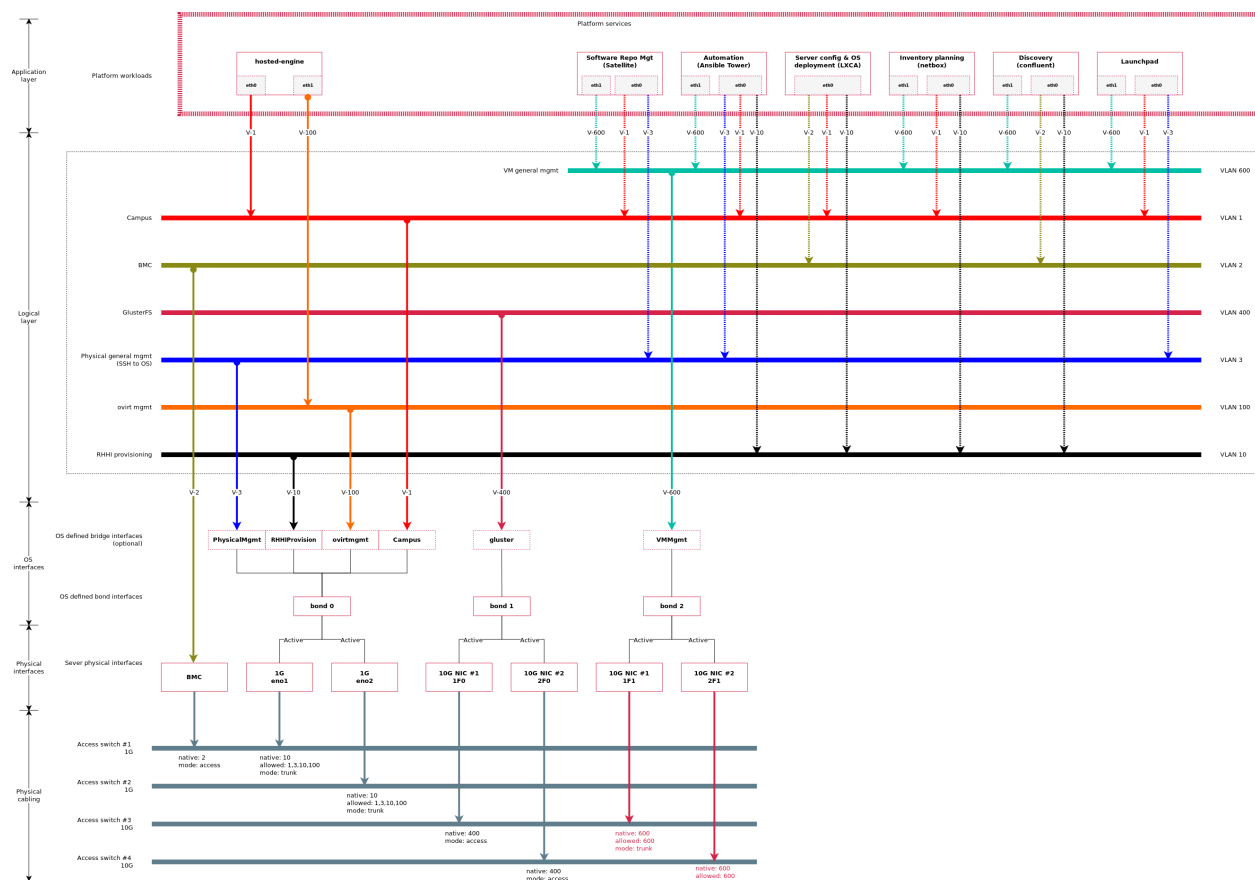 Platform services
Application
layer
Platform workloads
hosted-engine
eth0
eth1
Software Repo Mgt
(Satellite)
eth1
eth0
Automation
(Ansible Tower)
eth1
eth0
Server config & OS
deployment (LXCA)
eth0
Inventory planning
(netbox)
eth1
eth0
Discovery
(confluent)
eth1
eth0
Launchpad
eth1
eth0
V-1
V-100
V-600
V-1
V-3
V-600
V-3
V-1
V-10
V-2
V-1
V-10
V-600
V-1
V-10
V-600
V-2
V-10
V-600
V-1
V-3
Logical
layer
VM general mgmt
VLAN 600
Campus
VLAN 1
BMC
VLAN 2
GlusterFS
VLAN 400
Physical general mgmt
(SSH to OS)
VLAN 3
ovirt mgmt
VLAN 100
RHHI provisioning
VLAN 10
V-2
V-3
V-10
V-100
V-1
V-400
V-600
OS
interfaces
OS defined bridge interfaces
(optional)
PhysicalMgmt
RHHIProvision
ovirtmgmt
Campus
gluster
VMMgmt
OS defined bond interfaces
bond 0
bond 1
bond 2
Active
Active
Active
Active
Active
Active
Physical
interfaces
Sever physical interfaces
BMC
1G
eno1
1G
eno2
10G NIC #1
1F0
10G NIC #2
2F0
10G NIC #1
1F1
10G NIC #2
2F1
Physical
cabling
Access switch #1
1G
native: 2
mode: access
native: 10
allowed: 1,3,10,100
mode: trunk
Access switch #2
1G
native: 10
allowed: 1,3,10,100
mode: trunk
Access switch #3
10G
native: 400
mode: access
native: 600
allowed: 600
mode: trunk
Access switch #4
10G
native: 400
mode: access
native: 600
allowed: 600